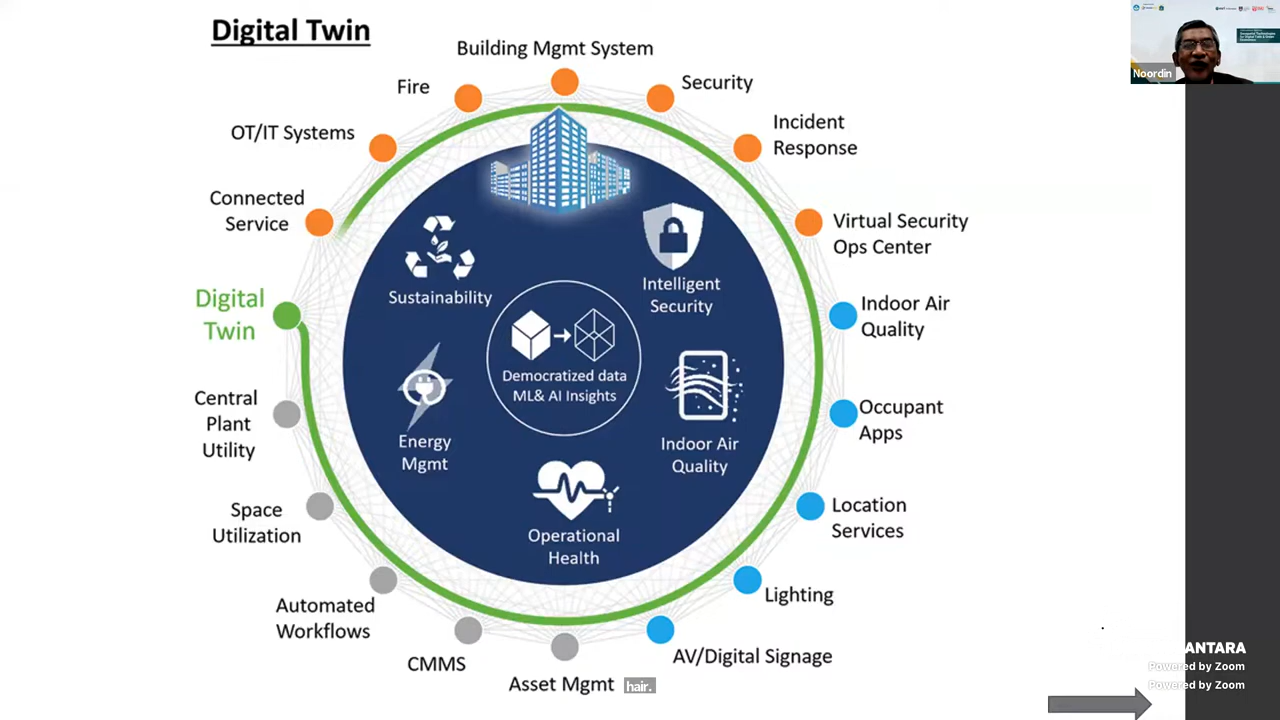 Digital Twin
Building Mgmt System
Fire
Security
OT/IT Systems
Incident
Response
Connected
Service
Virtual Security
Ops Center
Digital
Twin
Indoor Air
Quality
Central
Plant
Utility
Occupant
Apps
Space
Utilization
Location
Services
Automated
Workflows
Lighting
CMMS
AV/Digital Signage
Asset Mgmt
hair.
Sustainability
Intelligent
Security
Democratized data
ML& AI Insights
Energy
Mgmt
Indoor Air
Quality
Operational
Health
Noordin
ANTARA
Powered by Zoom
Powered by Zoom